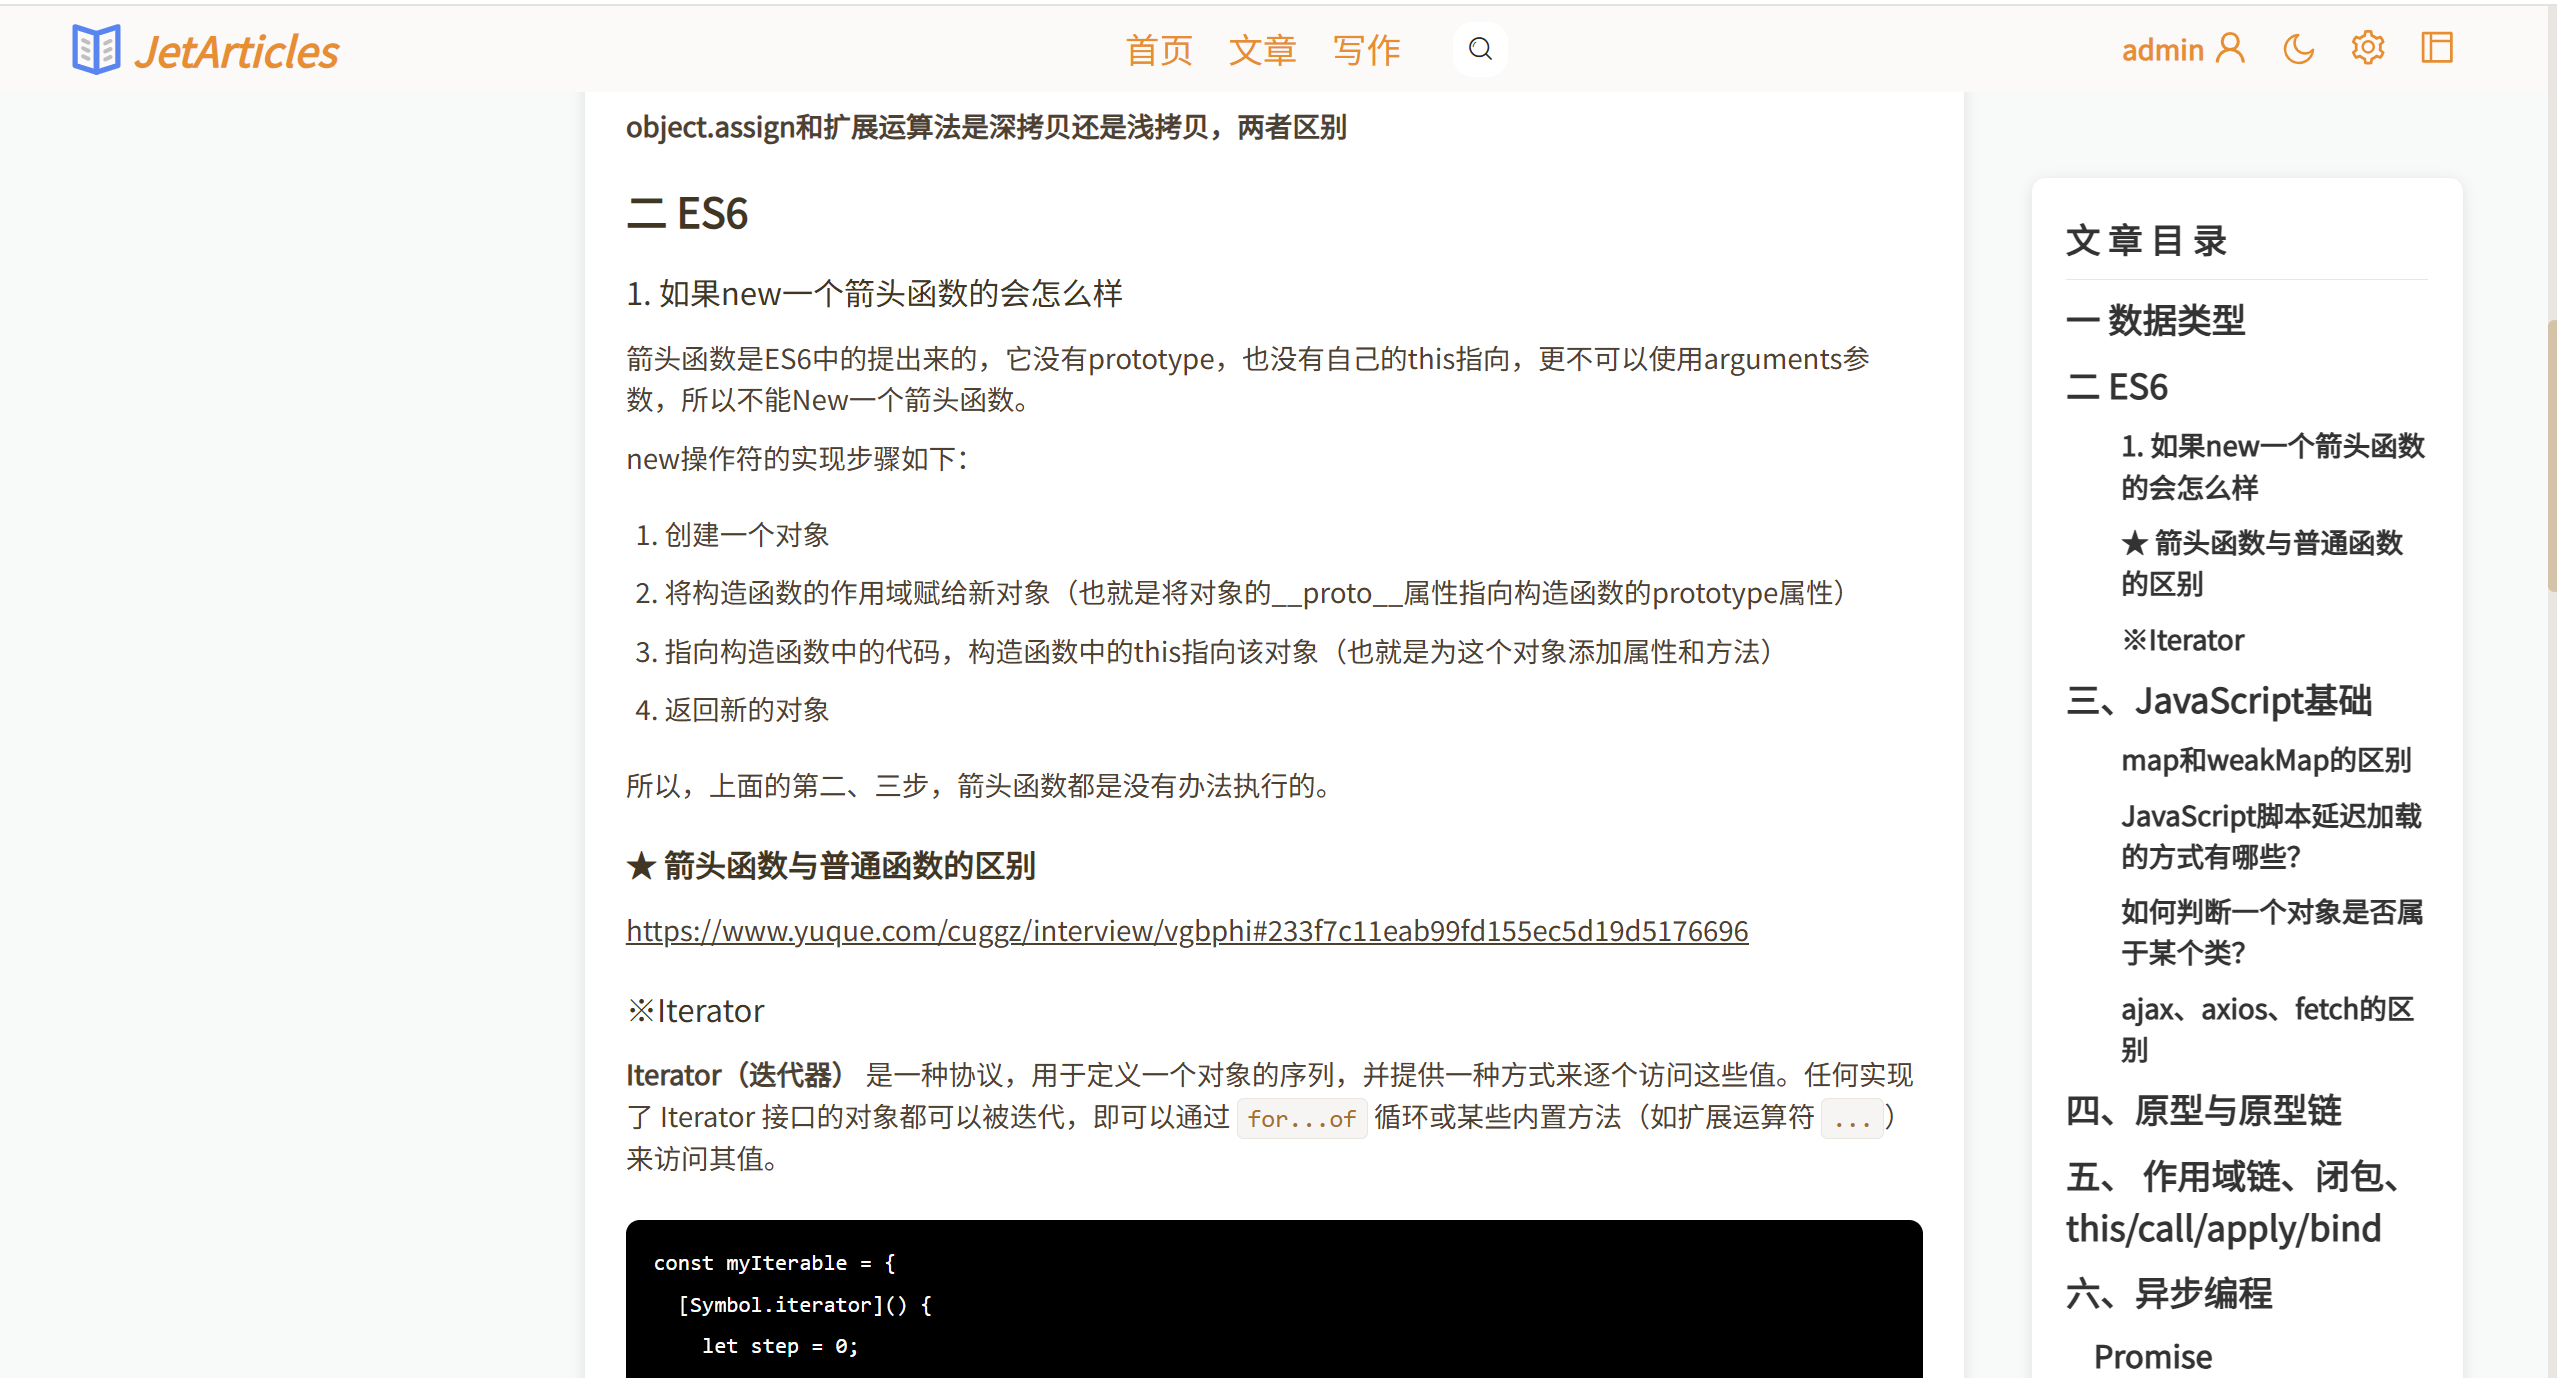 JetArticles
首页 文章 写作
admin
object.assign和扩展运算法是深拷贝还是浅拷贝，两者区别
二 ES6
1. 如果new一个箭头函数的会怎么样
箭头函数是ES6中的提出来的，它没有prototype，也没有自己的this指向，更不可以使用arguments参
数，所以不能New一个箭头函数。
new操作符的实现步骤如下：
1. 创建一个对象
2. 将构造函数的作用域赋给新对象（也就是将对象的__proto__属性指向构造函数的prototype属性）
3. 指向构造函数中的代码，构造函数中的this指向该对象（也就是为这个对象添加属性和方法）
4. 返回新的对象
所以，上面的第二、三步，箭头函数都是没有办法执行的。
★ 箭头函数与普通函数的区别
https://www.yuque.com/cuggz/interview/vgbphi#233f7c11eab99fd155ec5d19d5176696
※Iterator
Iterator（迭代器） 是一种协议，用于定义一个对象的序列，并提供一种方式来逐个访问这些值。任何实现
了 Iterator 接口的对象都可以被迭代，即可以通过 for...of 循环或某些内置方法（如扩展运算符 ...）
来访问其值。
const myIterable = {
[Symbol.iterator]() {
let step = 0;
文章目录
一 数据类型
二 ES6
1. 如果new一个箭头函数
的会怎么样
★ 箭头函数与普通函数
的区别
※Iterator
三、JavaScript基础
map和weakMap的区别
JavaScript脚本延迟加载
的方式有哪些？
如何判断一个对象是否属
于某个类？
ajax、axios、fetch的区
别
四、原型与原型链
五、 作用域链、闭包、
this/call/apply/bind
六、异步编程
Promise